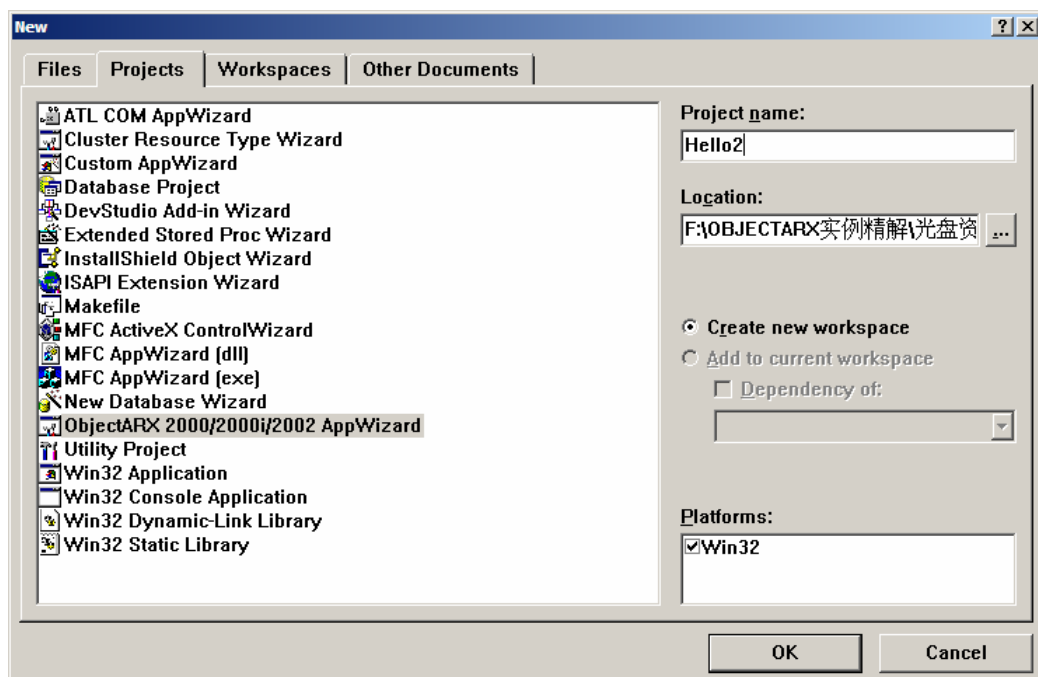 New
Files Projects Workspaces Other Documents
ATL COM AppWizard
Cluster Resource Type Wizard
Custom AppWizard
Database Project
DevStudio Add-in Wizard
Extended Stored Proc Wizard
InstallShield Object Wizard
ISAPI Extension Wizard
Makefile
MFC ActiveX ControlWizard
MFC AppWizard (dll)
MFC AppWizard (exe)
New Database Wizard
ObjectARX 2000/2000i/2002 AppWizard
Utility Project
Win32 Application
Win32 Console Application
Win32 Dynamic-Link Library
Win32 Static Library
Project name:
Hello2
Location:
F:\OBJECTARX实例精解\光盘资 ...
Create new workspace
Add to current workspace
Dependency of:
Platforms:
Win32
OK Cancel